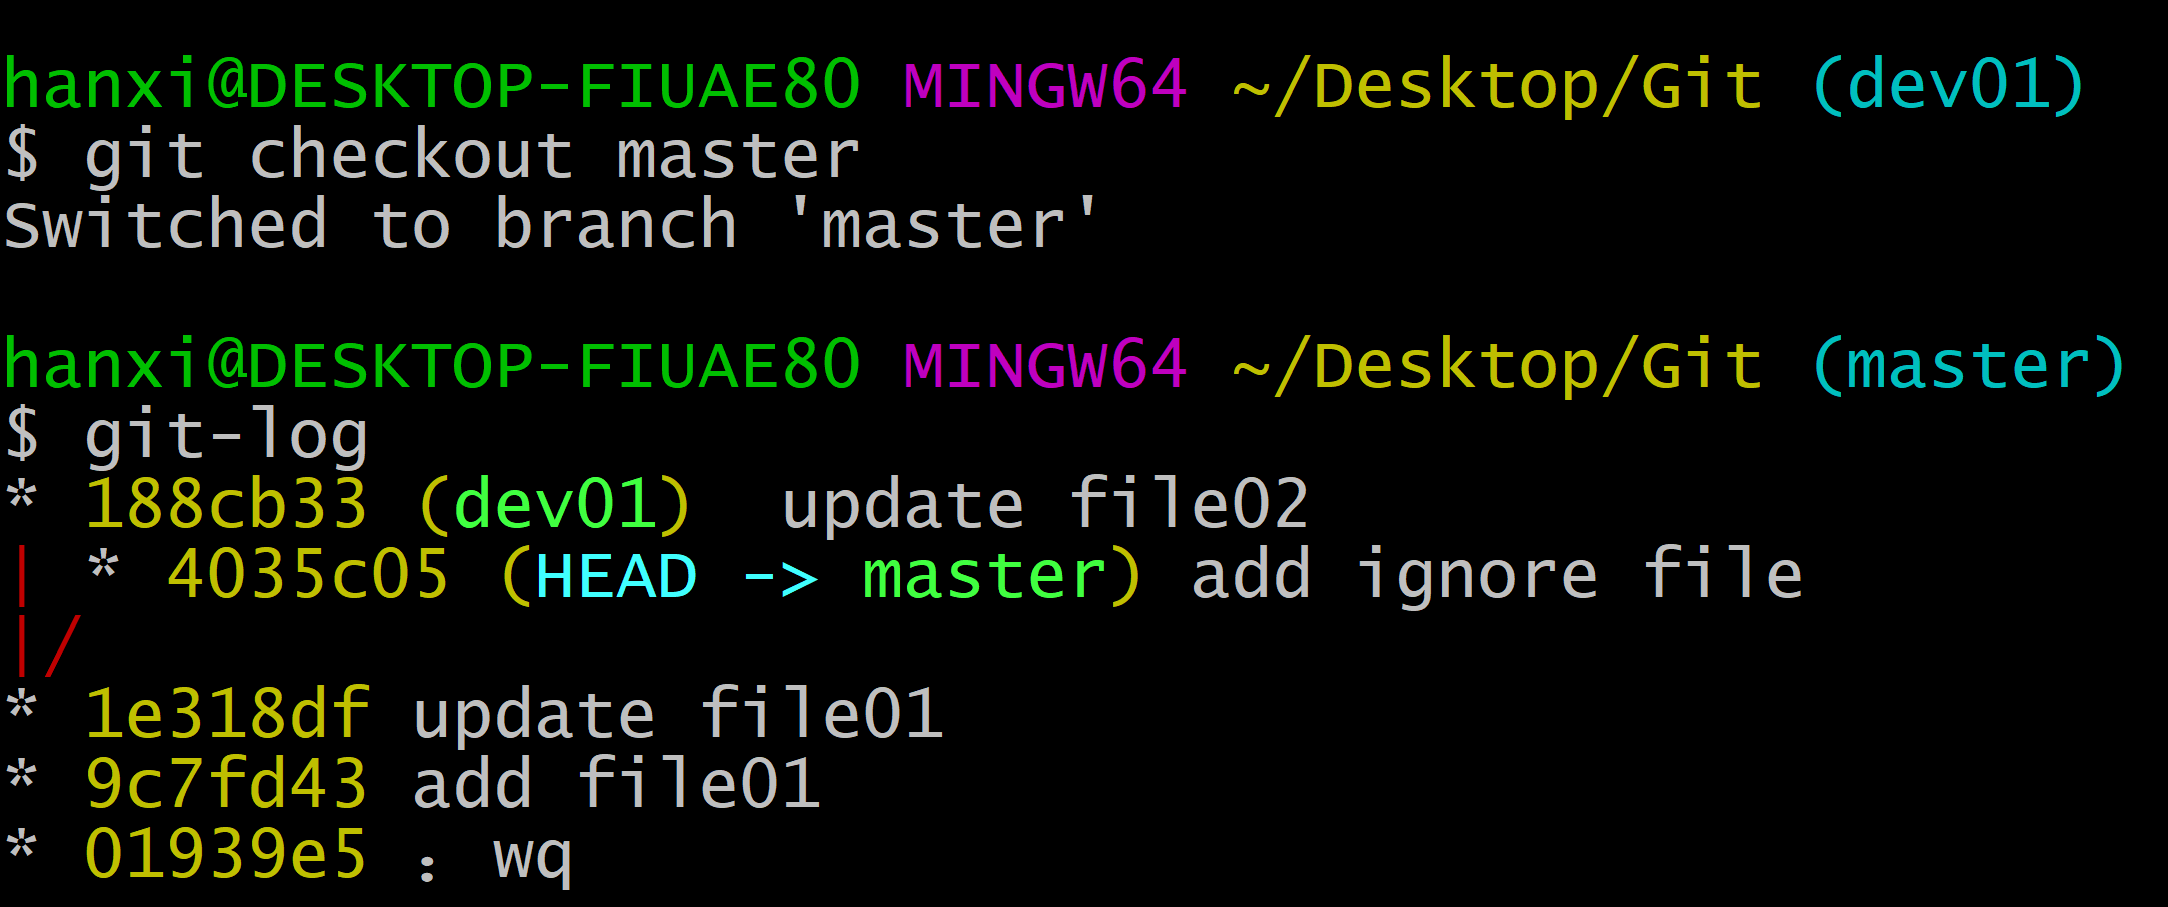 hanxi@DESKTOP-FIUAE80 MINGW64 ~/Desktop/Git (dev01)
$ git checkout master
Switched to branch 'master'
hanxi@DESKTOP-FIUAE80 MINGW64 ~/Desktop/Git (master)
$ git-log
* 188cb33 (dev01)  update file02
| * 4035c05 (HEAD -> master) add ignore file
|/
* 1e318df update file01
* 9c7fd43 add file01
* 01939e5 ：wq